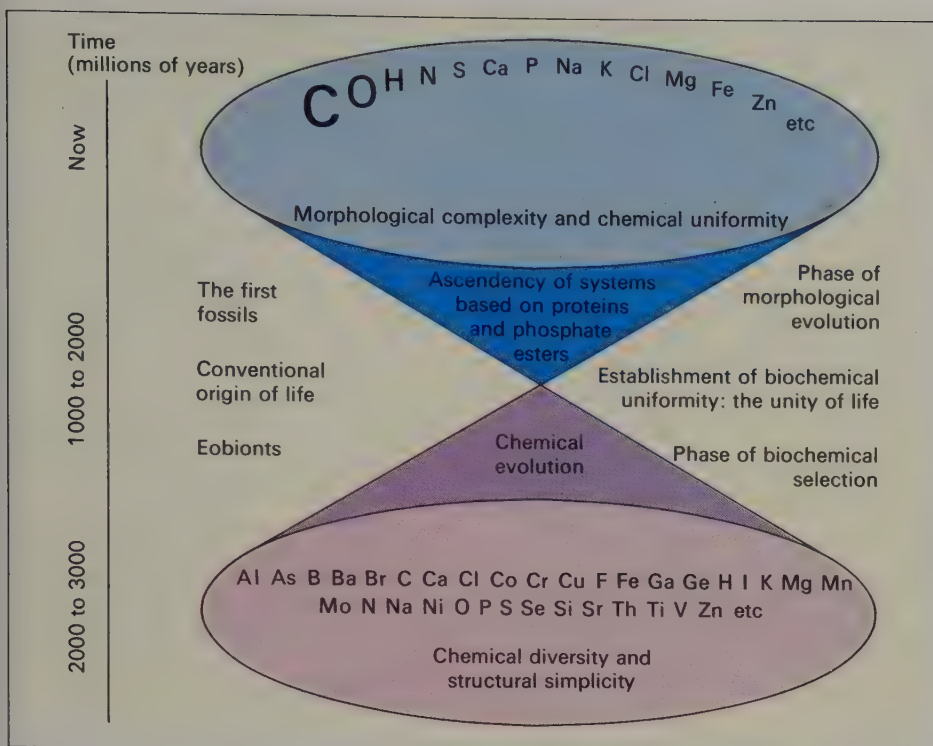 Time
(millions of years)
C O H N S Ca P Na K Cl Mg Fe Zn etc
Now
Morphological complexity and chemical uniformity
Ascendency of systems
based on proteins
and phosphate
esters
The first
fossils
Phase of
morphological
evolution
1000 to 2000
Conventional
origin of life
Establishment of biochemical
uniformity: the unity of life
Eobionts
Chemical
evolution
Phase of biochemical
selection
2000 to 3000
Al As B Ba Br C Ca Cl Co Cr Cu F Fe Ga Ge H I K Mg Mn
Mo N Na Ni O P S Se Si Sr Th Ti V Zn etc
Chemical diversity and
structural simplicity